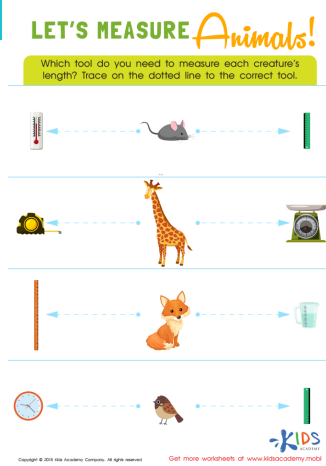 LET'S MEASURE Animals!
Which tool do you need to measure each creature's
length? Trace on the dotted line to the correct tool.
KIDS
ACADEMY
Copyright © 2018 Kids Academy Company. All rights reserved
Get more worksheets at www.kidsacademy.mobi